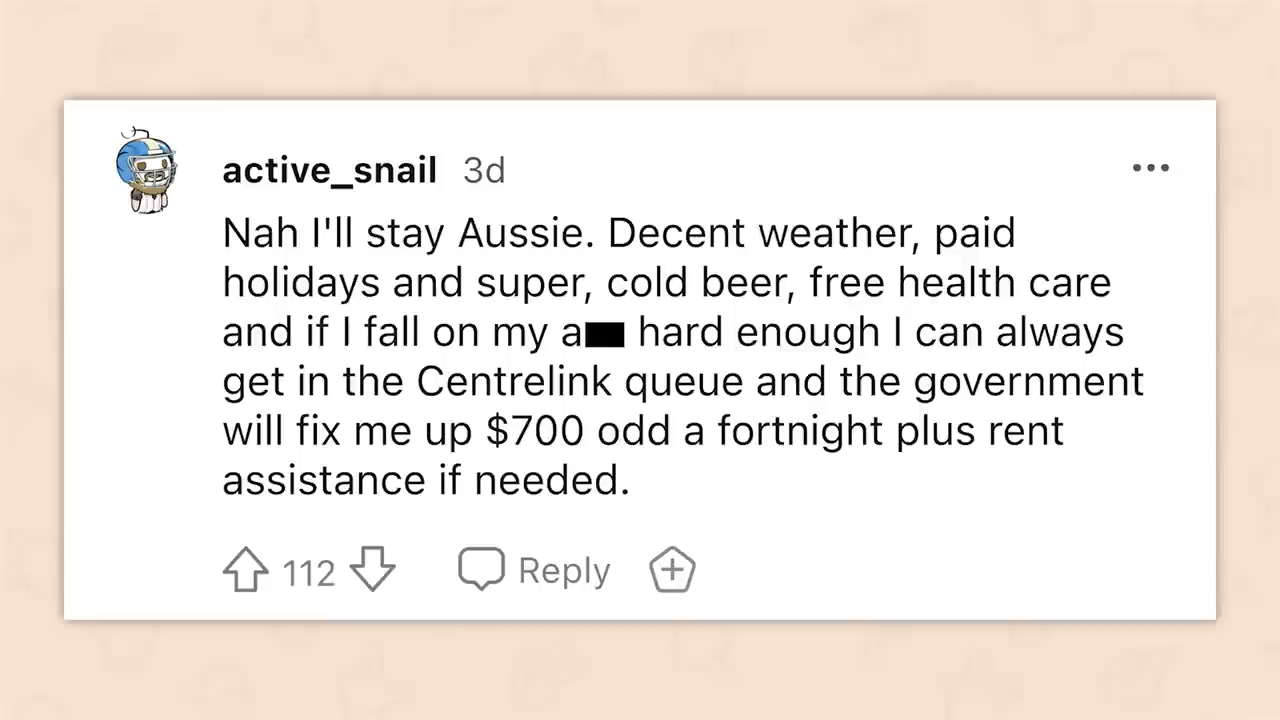 active_snail 3d
Nah I'll stay Aussie. Decent weather, paid
holidays and super, cold beer, free health care
and if I fall on my a hard enough I can always
get in the Centrelink queue and the government
will fix me up $700 odd a fortnight plus rent
assistance if needed.
112 Reply